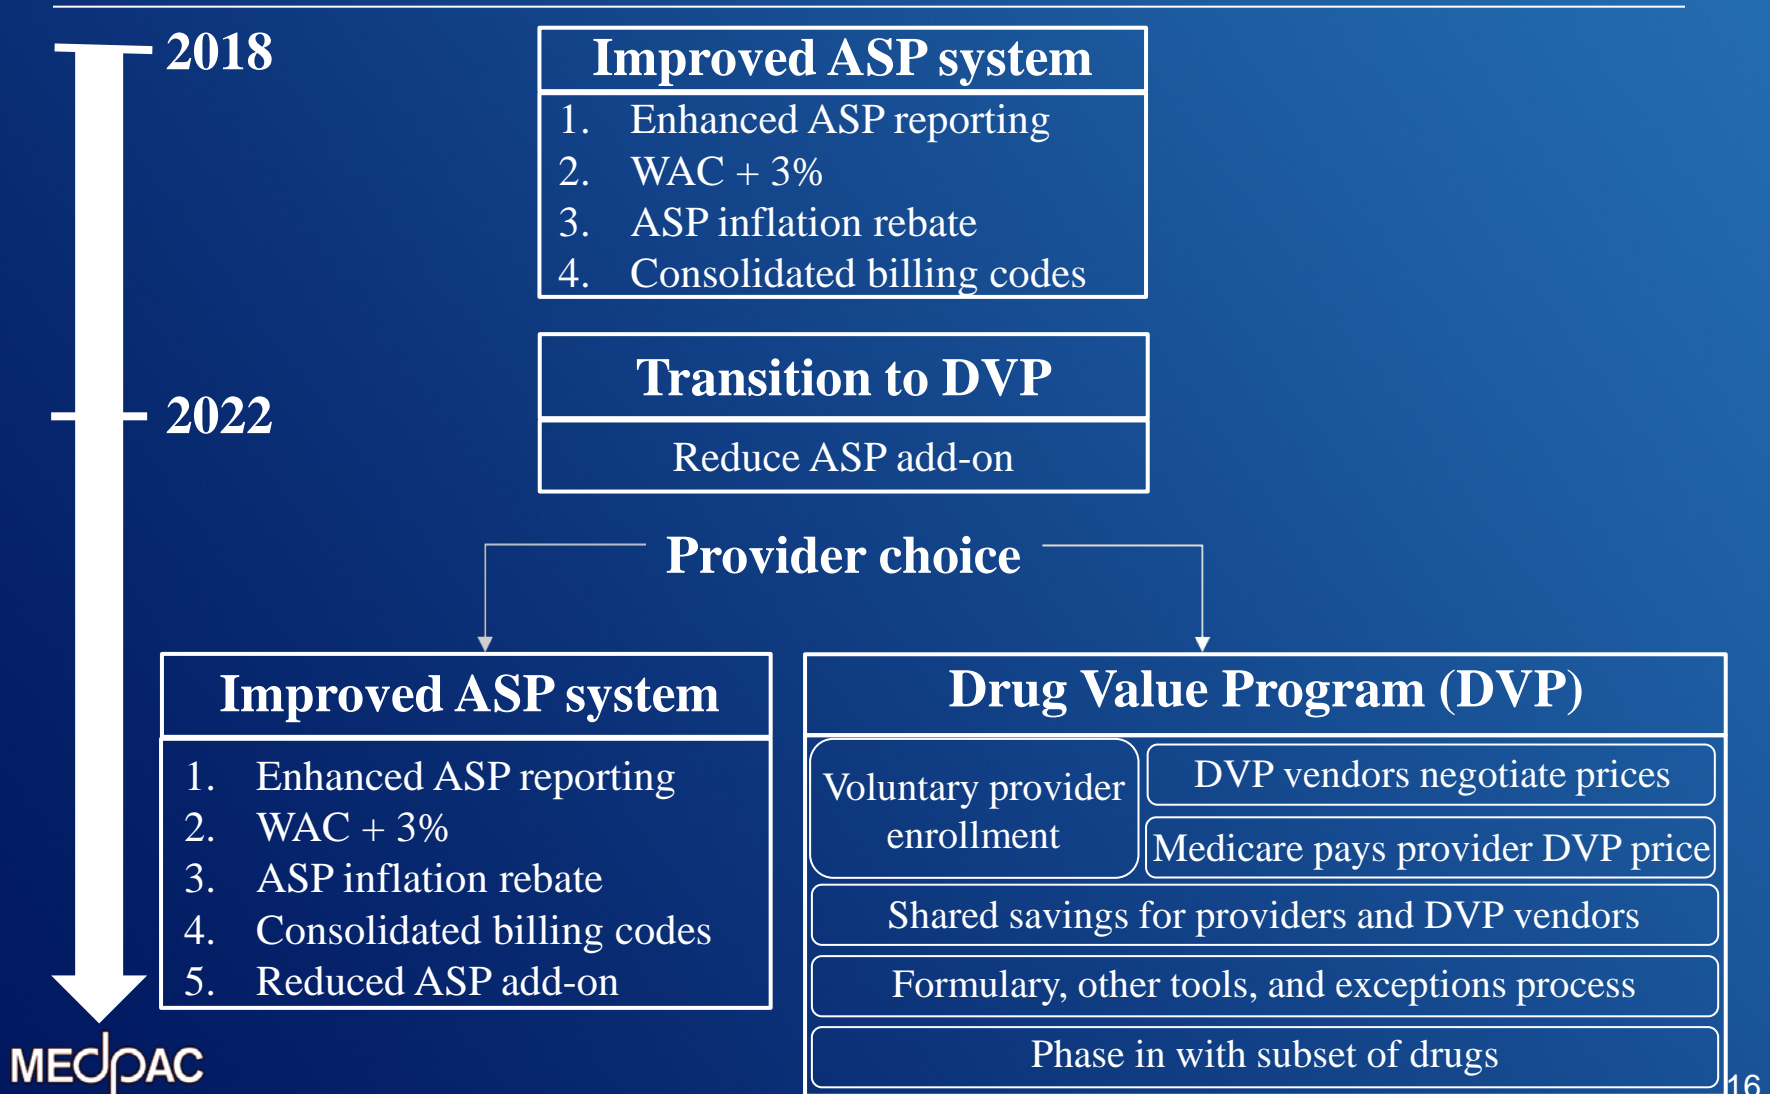 2018
Improved ASP system
1. Enhanced ASP reporting
2. WAC + 3%
3. ASP inflation rebate
4. Consolidated billing codes
2022
Transition to DVP
Reduce ASP add-on
Provider choice
Improved ASP system
1. Enhanced ASP reporting
2. WAC + 3%
3. ASP inflation rebate
4. Consolidated billing codes
5. Reduced ASP add-on
Drug Value Program (DVP)
Voluntary provider
enrollment
DVP vendors negotiate prices
Medicare pays provider DVP price
Shared savings for providers and DVP vendors
Formulary, other tools, and exceptions process
Phase in with subset of drugs
MEdpAC
16